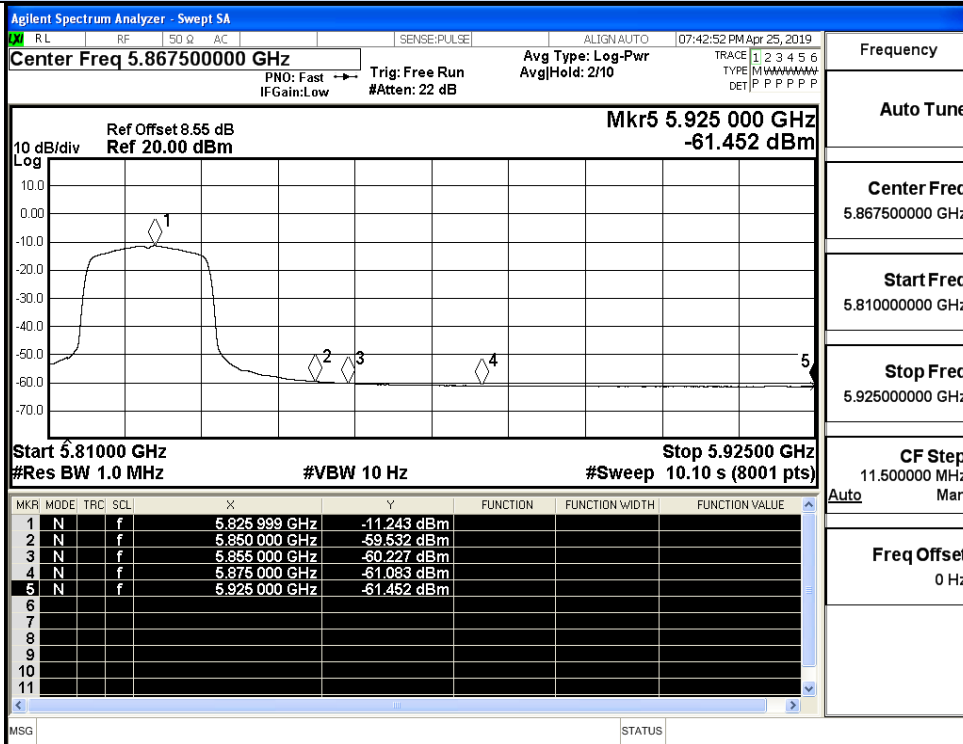 Agilent Spectrum Analyzer - Swept SA
LXI RL RF 50 Ω AC SENSE:PULSE ALIGN AUTO 07:42:52 PM Apr 25, 2019
Center Freq 5.867500000 GHz
PNO: Fast
IFGain:Low
Trig: Free Run
#Atten: 22 dB
Avg Type: Log-Pwr
Avg|Hold: 2/10
TRACE 1 2 3 4 5 6
TYPE M WWWWW
DET P P P P P P
Mkr5 5.925 000 GHz
-61.452 dBm
Ref Offset 8.55 dB
10 dB/div Ref 20.00 dBm
Log
10.0
0.00
-10.0
-20.0
-30.0
-40.0
-50.0
-60.0
-70.0
1
2
3
4
5
Start 5.81000 GHz Stop 5.92500 GHz
#Res BW 1.0 MHz #VBW 10 Hz #Sweep 10.10 s (8001 pts)
MKR MODE TRC SCL X Y FUNCTION FUNCTION WIDTH FUNCTION VALUE
1 N f 5.825 999 GHz -11.243 dBm
2 N f 5.850 000 GHz -59.532 dBm
3 N f 5.855 000 GHz -60.227 dBm
4 N f 5.875 000 GHz -61.083 dBm
5 N f 5.925 000 GHz -61.452 dBm
6
7
8
9
10
11
MSG STATUS
Frequency
Auto Tune
Center Freq
5.867500000 GHz
Start Freq
5.810000000 GHz
Stop Freq
5.925000000 GHz
CF Step
11.500000 MHz
Auto Man
Freq Offset
0 Hz